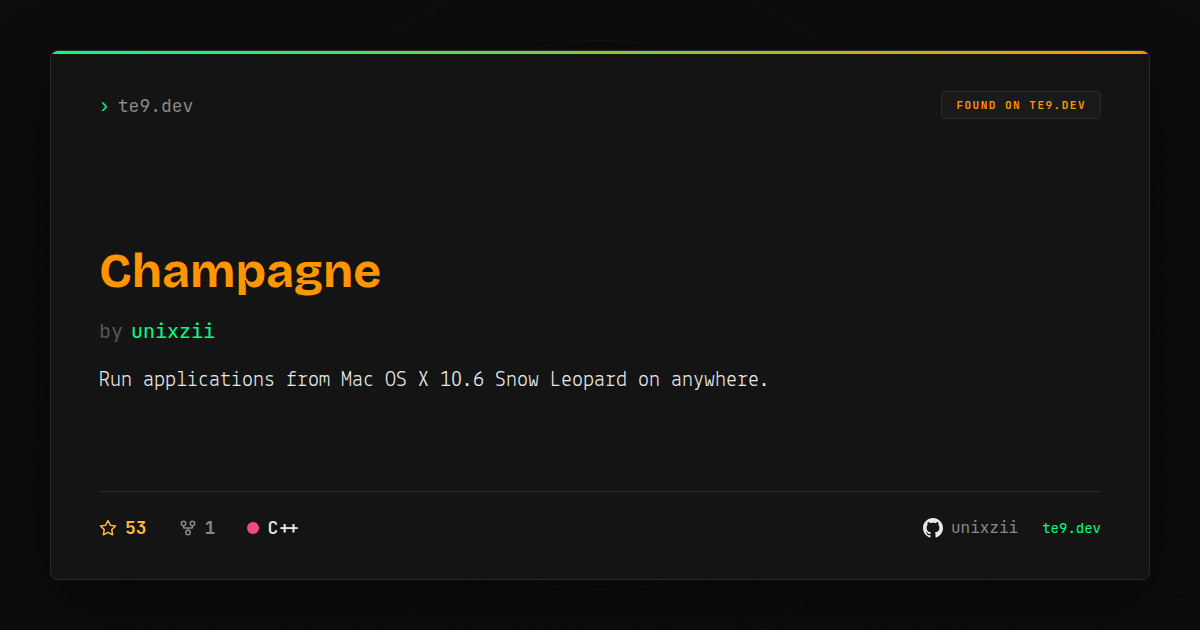 › te9.dev
FOUND ON TE9.DEV
Champagne
by unixzii
Run applications from Mac OS X 10.6 Snow Leopard on anywhere.
53 1 C++
unixzii te9.dev